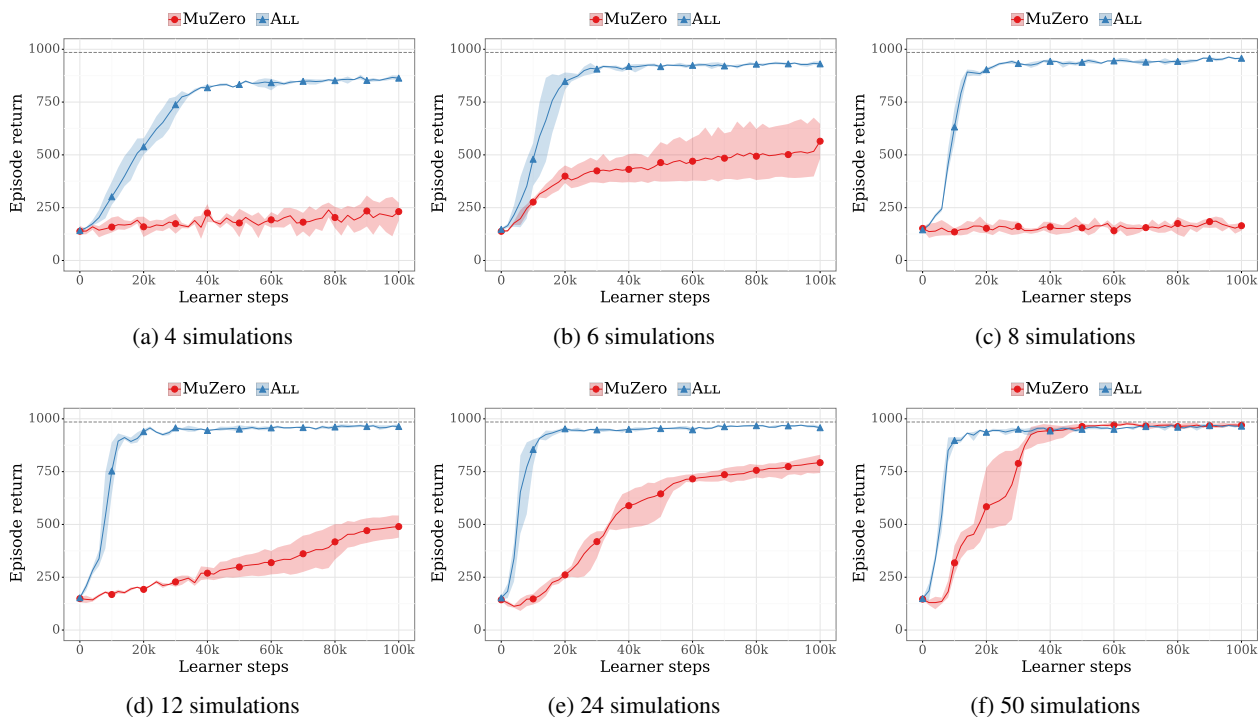 MuZero ALL
1000
750
500
250
0
Episode return
0 20k 40k 60k 80k 100k
Learner steps
(a) 4 simulations
MuZero ALL
1000
750
500
250
0
Episode return
0 20k 40k 60k 80k 100k
Learner steps
(b) 6 simulations
MuZero ALL
1000
750
500
250
0
Episode return
0 20k 40k 60k 80k 100k
Learner steps
(c) 8 simulations
MuZero ALL
1000
750
500
250
0
Episode return
0 20k 40k 60k 80k 100k
Learner steps
(d) 12 simulations
MuZero ALL
1000
750
500
250
0
Episode return
0 20k 40k 60k 80k 100k
Learner steps
(e) 24 simulations
MuZero ALL
1000
750
500
250
0
Episode return
0 20k 40k 60k 80k 100k
Learner steps
(f) 50 simulations